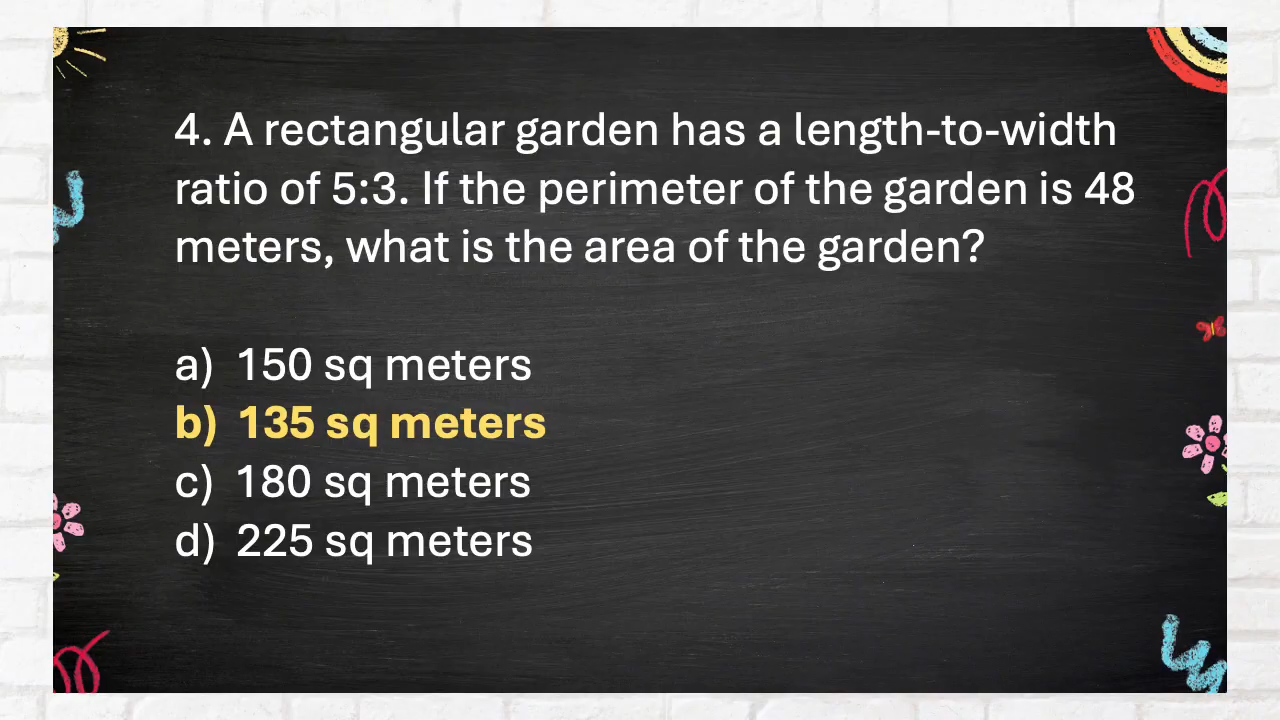 4. A rectangular garden has a length-to-width
ratio of 5:3. If the perimeter of the garden is 48
meters, what is the area of the garden?
a) 150 sq meters
b) 135 sq meters
c) 180 sq meters
d) 225 sq meters